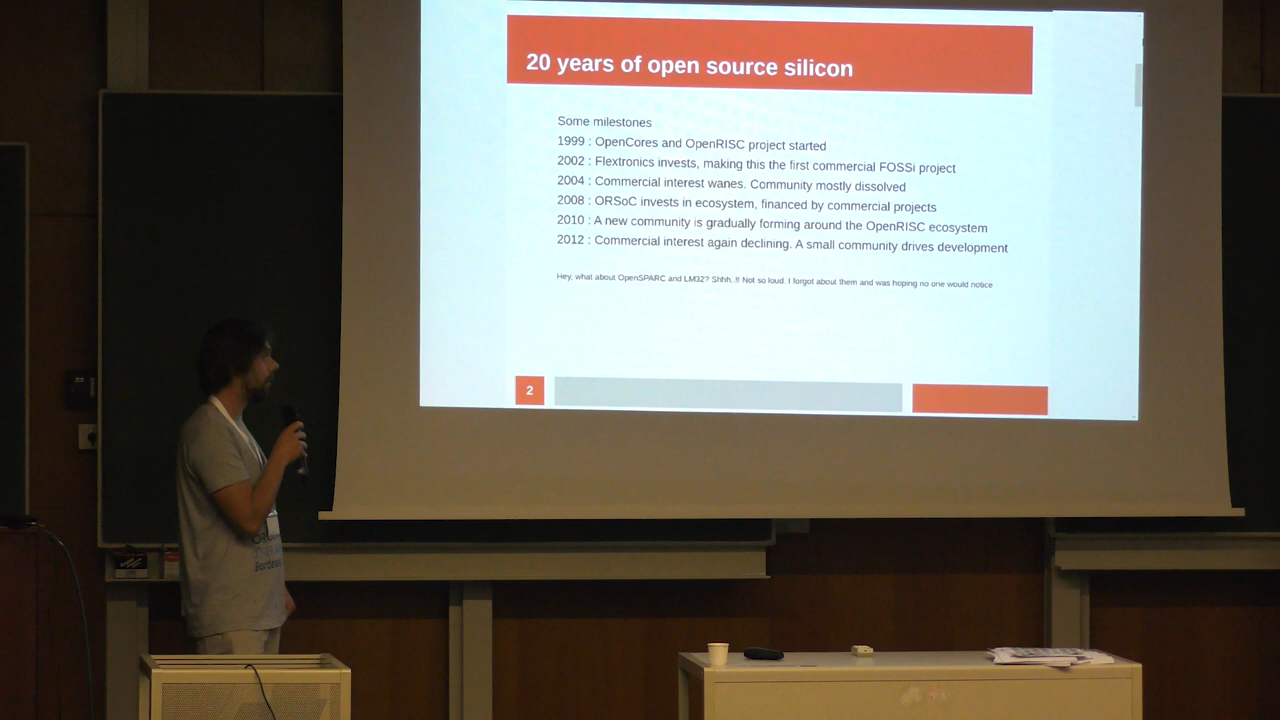 20 years of open source silicon
Some milestones
1999 : OpenCores and OpenRISC project started
2002 : Flextronics invests, making this the first commercial FOSSi project
2004 : Commercial interest wanes. Community mostly dissolved
2008 : ORSoC invests in ecosystem, financed by commercial projects
2010 : A new community is gradually forming around the OpenRISC ecosystem
2012 : Commercial interest again declining. A small community drives development
Hey, what about OpenSPARC and LM32? Shhh..!! Not so loud. I forgot about them and was hoping no one would notice
2